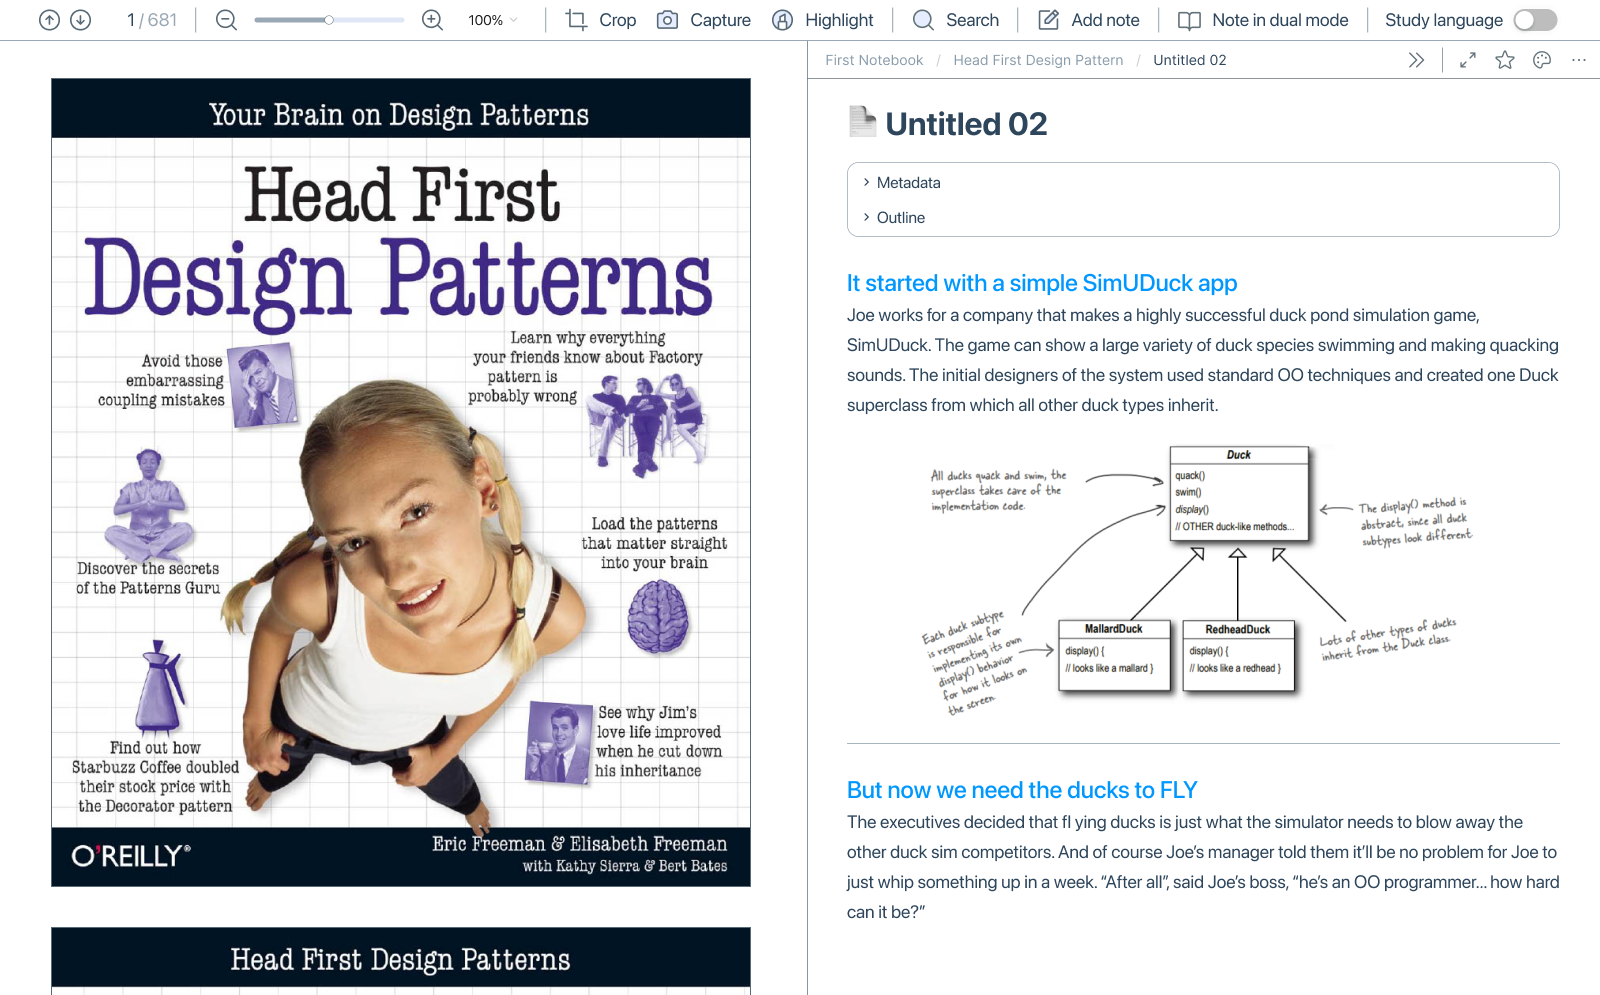 1 / 681
100%
Crop
Capture
Highlight
Search
Add note
Note in dual mode
Study language
Your Brain on Design Patterns
Head First
Design Patterns
Avoid those
embarrassing
coupling mistakes
Learn why everything
your friends know about Factory
pattern is
probably wrong
Discover the secrets
of the Patterns Guru
Load the patterns
that matter straight
into your brain
Find out how
Starbuzz Coffee doubled
their stock price with
the Decorator pattern
See why Jim's
love life improved
when he cut down
his inheritance
O'REILLY®
Eric Freeman & Elisabeth Freeman
with Kathy Sierra & Bert Bates
Head First Design Patterns
First Notebook / Head First Design Pattern / Untitled 02
Untitled 02
Metadata
Outline
It started with a simple SimUDuck app
Joe works for a company that makes a highly successful duck pond simulation game,
SimUDuck. The game can show a large variety of duck species swimming and making quacking
sounds. The initial designers of the system used standard OO techniques and created one Duck
superclass from which all other duck types inherit.
All ducks quack and swim, the
superclass takes care of the
implementation code.
Duck
quack()
swim()
display()
// OTHER duck-like methods...
The display() method is
abstract, since all duck
subtypes look different.
Each duck subtype
is responsible for
implementing its own
display() behavior
for how it looks on
the screen.
MallardDuck
display() {
// looks like a mallard }
RedheadDuck
display() {
// looks like a redhead }
Lots of other types of ducks
inherit from the Duck class.
But now we need the ducks to FLY
The executives decided that fl ying ducks is just what the simulator needs to blow away the
other duck sim competitors. And of course Joe's manager told them it'll be no problem for Joe to
just whip something up in a week. “After all”, said Joe's boss, “he's an OO programmer... how hard
can it be?”